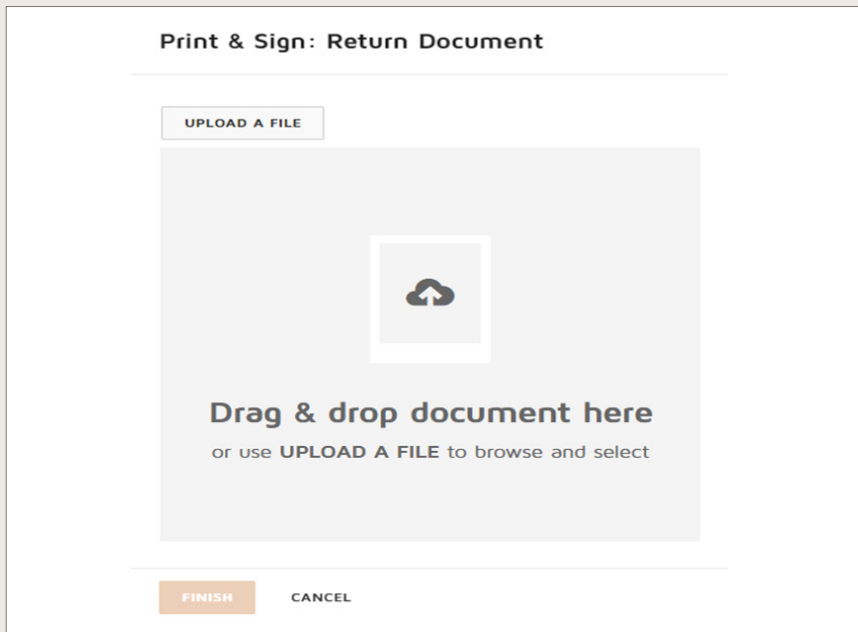 Print & Sign: Return Document
UPLOAD A FILE
Drag & drop document here
or use UPLOAD A FILE to browse and select
FINISH CANCEL